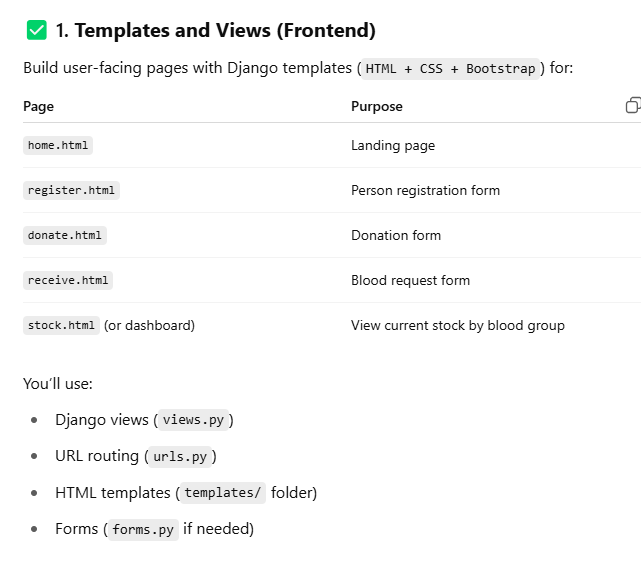 ✅ 1. Templates and Views (Frontend)
Build user-facing pages with Django templates (HTML + CSS + Bootstrap) for:
Page Purpose
home.html Landing page
register.html Person registration form
donate.html Donation form
receive.html Blood request form
stock.html (or dashboard) View current stock by blood group
You'll use:
• Django views (views.py)
• URL routing (urls.py)
• HTML templates (templates/ folder)
• Forms (forms.py if needed)